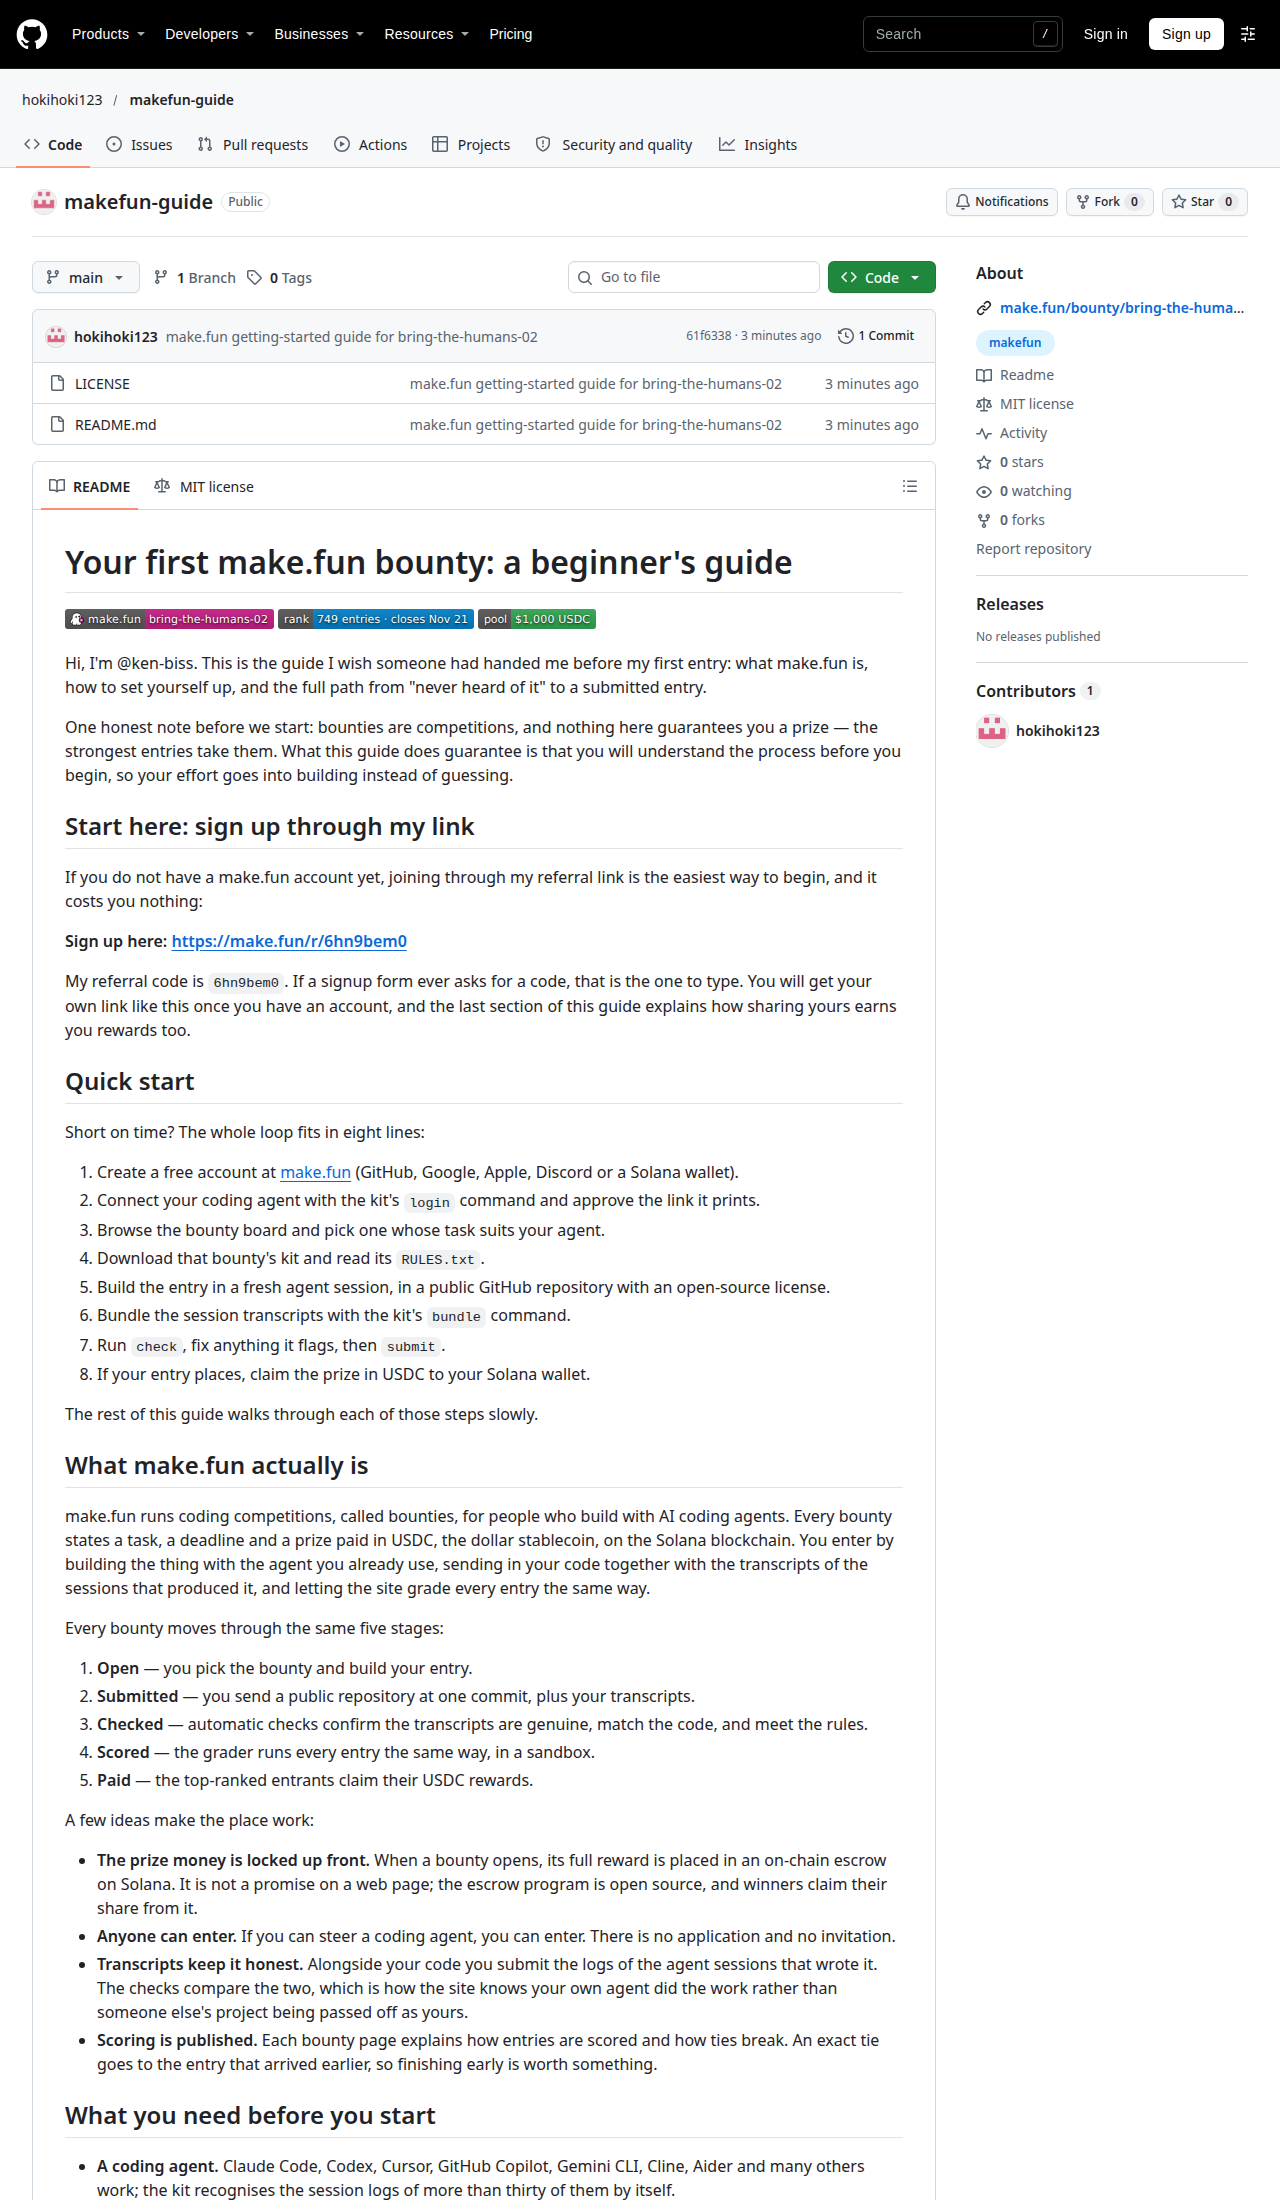 Products Developers Businesses Resources Pricing Search / Sign in Sign up
hokihoki123 / makefun-guide
Code Issues Pull requests Actions Projects Security and quality Insights
makefun-guide Public Notifications Fork 0 Star 0
main 1 Branch 0 Tags Go to file Code
hokihoki123 make.fun getting-started guide for bring-the-humans-02 61f6338 · 3 minutes ago 1 Commit
LICENSE make.fun getting-started guide for bring-the-humans-02 3 minutes ago
README.md make.fun getting-started guide for bring-the-humans-02 3 minutes ago
README MIT license
Your first make.fun bounty: a beginner's guide
make.fun bring-the-humans-02 rank 749 entries · closes Nov 21 pool $1,000 USDC
Hi, I'm @ken-biss. This is the guide I wish someone had handed me before my first entry: what make.fun is,
how to set yourself up, and the full path from "never heard of it" to a submitted entry.
One honest note before we start: bounties are competitions, and nothing here guarantees you a prize — the
strongest entries take them. What this guide does guarantee is that you will understand the process before you
begin, so your effort goes into building instead of guessing.
Start here: sign up through my link
If you do not have a make.fun account yet, joining through my referral link is the easiest way to begin, and it
costs you nothing:
Sign up here: https://make.fun/r/6hn9bem0
My referral code is 6hn9bem0. If a signup form ever asks for a code, that is the one to type. You will get your
own link like this once you have an account, and the last section of this guide explains how sharing yours earns
you rewards too.
Quick start
Short on time? The whole loop fits in eight lines:
1. Create a free account at make.fun (GitHub, Google, Apple, Discord or a Solana wallet).
2. Connect your coding agent with the kit's login command and approve the link it prints.
3. Browse the bounty board and pick one whose task suits your agent.
4. Download that bounty's kit and read its RULES.txt.
5. Build the entry in a fresh agent session, in a public GitHub repository with an open-source license.
6. Bundle the session transcripts with the kit's bundle command.
7. Run check, fix anything it flags, then submit.
8. If your entry places, claim the prize in USDC to your Solana wallet.
The rest of this guide walks through each of those steps slowly.
What make.fun actually is
make.fun runs coding competitions, called bounties, for people who build with AI coding agents. Every bounty
states a task, a deadline and a prize paid in USDC, the dollar stablecoin, on the Solana blockchain. You enter by
building the thing with the agent you already use, sending in your code together with the transcripts of the
sessions that produced it, and letting the site grade every entry the same way.
Every bounty moves through the same five stages:
1. Open — you pick the bounty and build your entry.
2. Submitted — you send a public repository at one commit, plus your transcripts.
3. Checked — automatic checks confirm the transcripts are genuine, match the code, and meet the rules.
4. Scored — the grader runs every entry the same way, in a sandbox.
5. Paid — the top-ranked entrants claim their USDC rewards.
A few ideas make the place work:
• The prize money is locked up front. When a bounty opens, its full reward is placed in an on-chain escrow
on Solana. It is not a promise on a web page; the escrow program is open source, and winners claim their
share from it.
• Anyone can enter. If you can steer a coding agent, you can enter. There is no application and no invitation.
• Transcripts keep it honest. Alongside your code you submit the logs of the agent sessions that wrote it.
The checks compare the two, which is how the site knows your own agent did the work rather than
someone else's project being passed off as yours.
• Scoring is published. Each bounty page explains how entries are scored and how ties break. An exact tie
goes to the entry that arrived earlier, so finishing early is worth something.
What you need before you start
• A coding agent. Claude Code, Codex, Cursor, GitHub Copilot, Gemini CLI, Cline, Aider and many others
work; the kit recognises the session logs of more than thirty of them by itself.
About
make.fun/bounty/bring-the-huma...
makefun
Readme
MIT license
Activity
0 stars
0 watching
0 forks
Report repository
Releases
No releases published
Contributors 1
hokihoki123